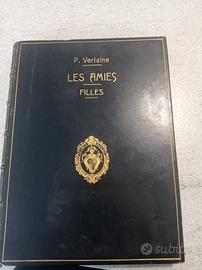 P. Verlaine
LES AMIES
FILLES
subito